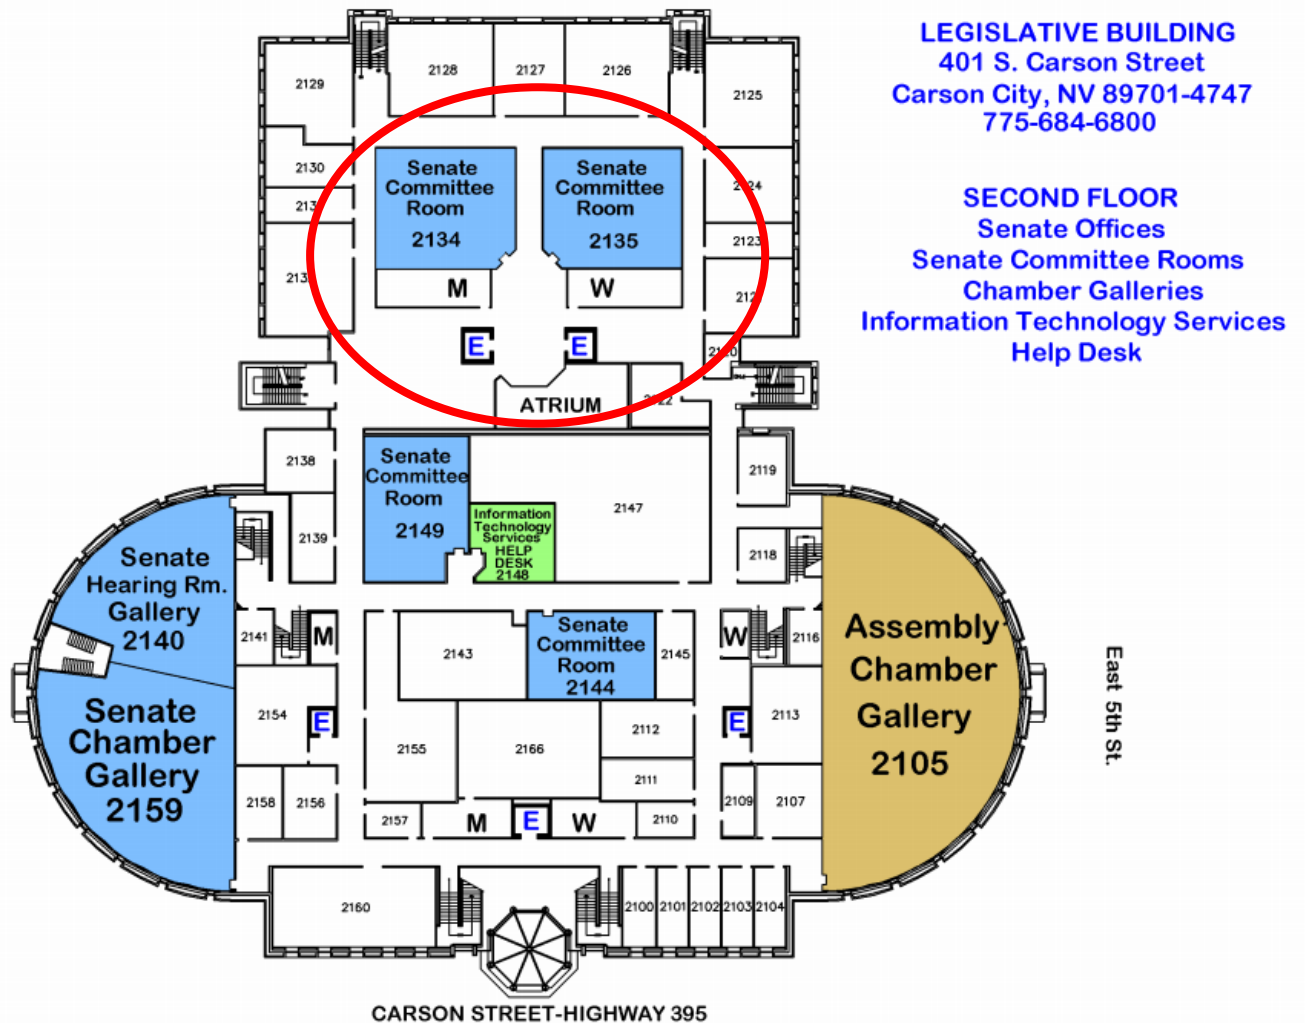 LEGISLATIVE BUILDING
401 S. Carson Street
Carson City, NV 89701-4747
775-684-6800
SECOND FLOOR
Senate Offices
Senate Committee Rooms
Chamber Galleries
Information Technology Services
Help Desk
2128
2127
2126
2129
2125
2130
2124
2123
Senate
Committee
Room
2134
Senate
Committee
Room
2135
M
W
E
E
2120
ATRIUM
2122
2138
Senate
Committee
Room
2149
2147
2119
2139
Information
Technology
Services
HELP
DESK
2148
2118
Senate
Hearing Rm.
Gallery
2140
2141
M
2143
Senate
Committee
Room
2144
2145
W
2116
Assembly
Chamber
Gallery
2105
East 5th St.
Senate
Chamber
Gallery
2159
2154
E
2155
2166
2112
2111
E
2113
2158
2156
2157
M
E
W
2110
2109
2107
2160
2100
2101
2102
2103
2104
CARSON STREET-HIGHWAY 395